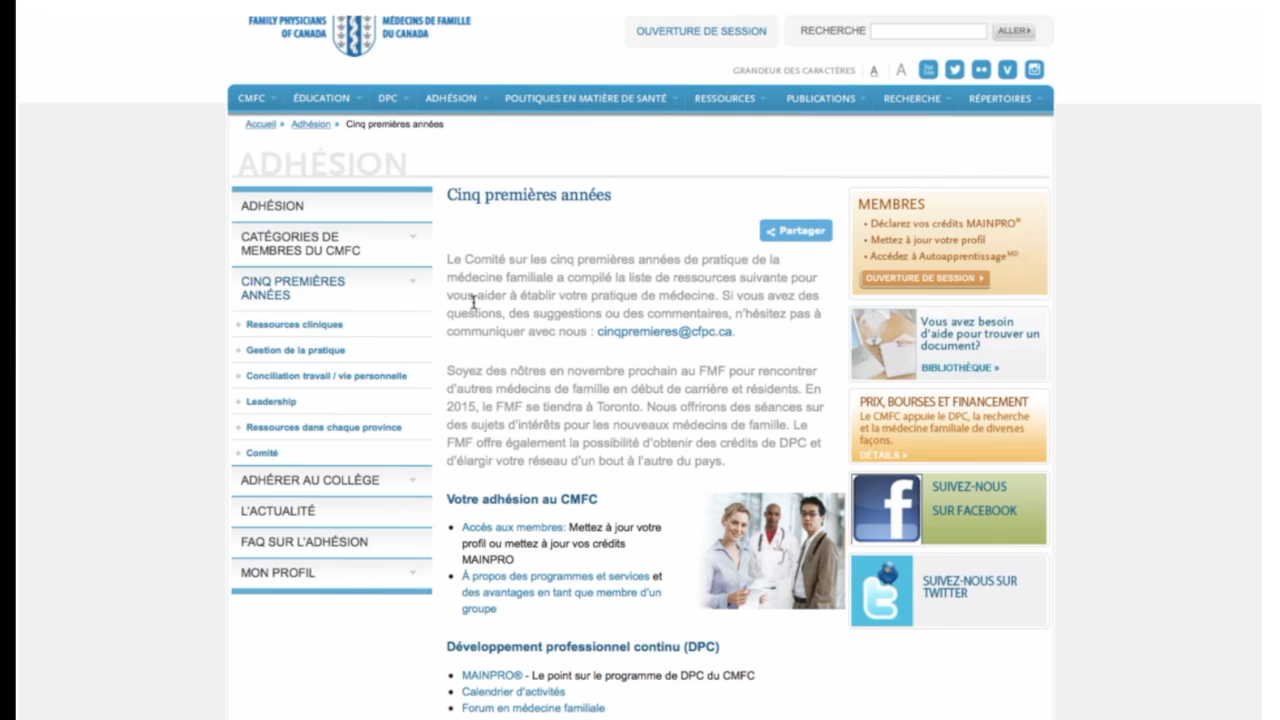 FAMILY PHYSICIANS
OF CANADA
MÉDECINS DE FAMILLE
DU CANADA
OUVERTURE DE SESSION
RECHERCHE
ALLER
GRANDEUR DES CARACTÈRES A A
CMFC ÉDUCATION DPC ADHÉSION POLITIQUES EN MATIÈRE DE SANTÉ RESSOURCES PUBLICATIONS RECHERCHE RÉPERTOIRES
Accueil » Adhésion » Cinq premières années
ADHÉSION
ADHÉSION
CATÉGORIES DE
MEMBRES DU CMFC
CINQ PREMIÈRES
ANNÉES
Ressources cliniques
Gestion de la pratique
Conciliation travail / vie personnelle
Leadership
Ressources dans chaque province
Comité
ADHÉRER AU COLLÈGE
L'ACTUALITÉ
FAQ SUR L'ADHÉSION
MON PROFIL
Cinq premières années
Partager
Le Comité sur les cinq premières années de pratique de la
médecine familiale a compilé la liste de ressources suivante pour
vous aider à établir votre pratique de médecine. Si vous avez des
questions, des suggestions ou des commentaires, n'hésitez pas à
communiquer avec nous : cinqpremieres@cfpc.ca.
Soyez des nôtres en novembre prochain au FMF pour rencontrer
d'autres médecins de famille en début de carrière et résidents. En
2015, le FMF se tiendra à Toronto. Nous offrirons des séances sur
des sujets d'intérêts pour les nouveaux médecins de famille. Le
FMF offre également la possibilité d'obtenir des crédits de DPC et
d'élargir votre réseau d'un bout à l'autre du pays.
Votre adhésion au CMFC
• Accès aux membres: Mettez à jour votre
profil ou mettez à jour vos crédits
MAINPRO
• À propos des programmes et services et
des avantages en tant que membre d'un
groupe
Développement professionnel continu (DPC)
• MAINPRO® - Le point sur le programme de DPC du CMFC
• Calendrier d'activités
• Forum en médecine familiale
MEMBRES
• Déclarez vos crédits MAINPRO®
• Mettez à jour votre profil
• Accédez à Autoapprentissage MD
OUVERTURE DE SESSION
Vous avez besoin
d'aide pour trouver un
document?
BIBLIOTHÈQUE »
PRIX, BOURSES ET FINANCEMENT
Le CMFC appuie le DPC, la recherche
et la médecine familiale de diverses
façons.
DÉTAILS »
SUIVEZ-NOUS
SUR FACEBOOK
SUIVEZ-NOUS SUR
TWITTER